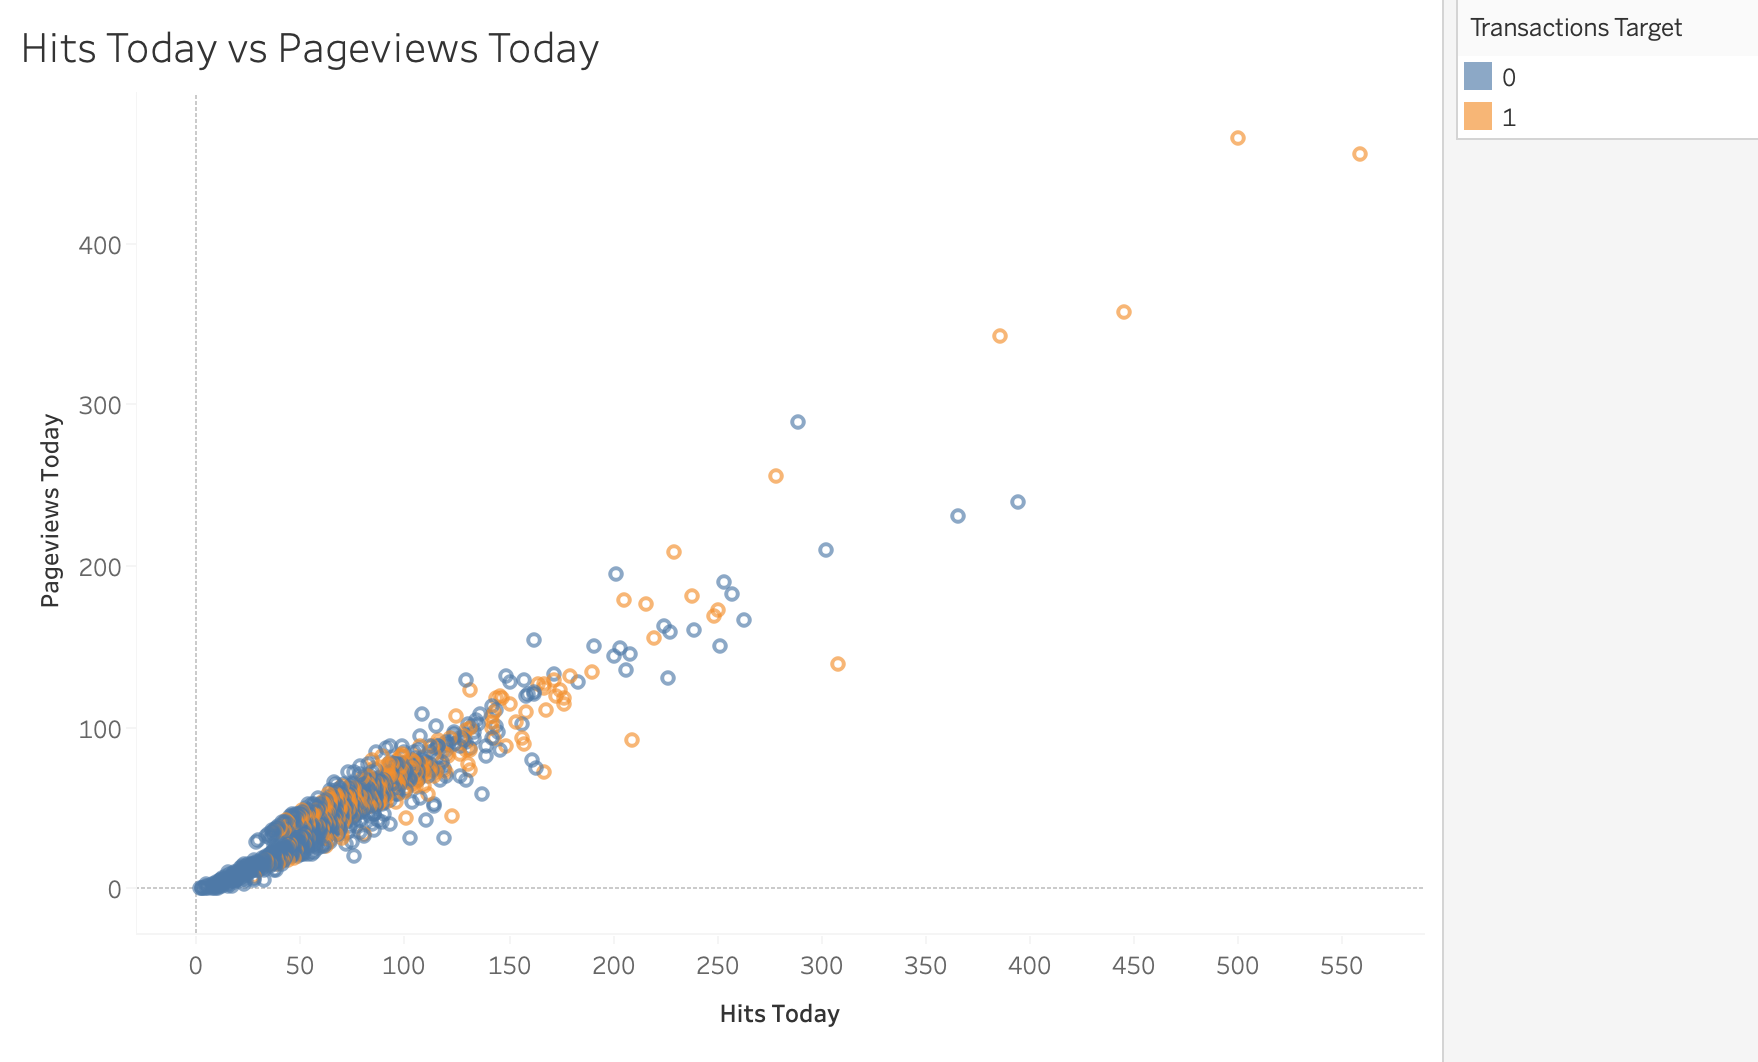 Hits Today vs Pageviews Today
Transactions Target
0
1
Pageviews Today
400
300
200
100
0
0 50 100 150 200 250 300 350 400 450 500 550
Hits Today